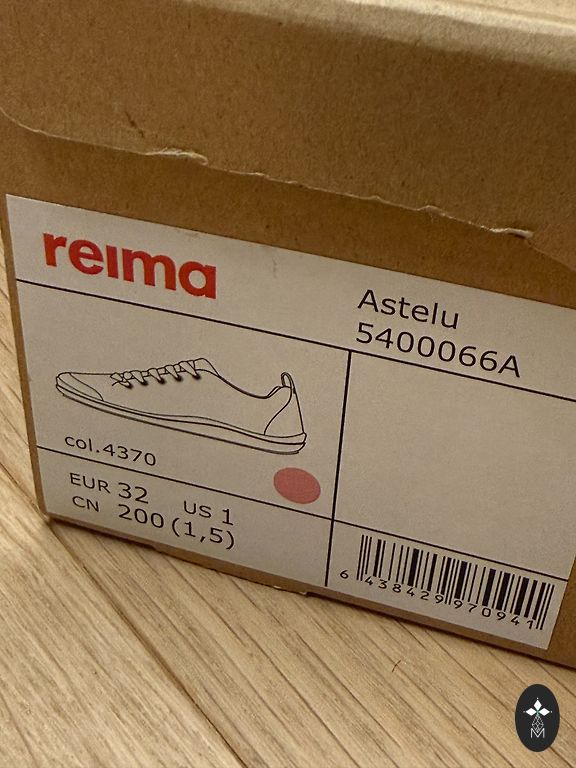 reima
Astelu
5400066A
col.4370
EUR 32 US 1
CN 200 (1,5)
6 438429 970941
M